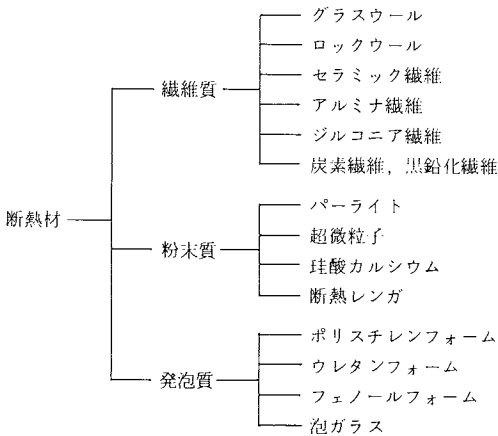 断熱材
繊維質
グラスウール
ロックウール
セラミック繊維
アルミナ繊維
ジルコニア繊維
炭素繊維，黒鉛化繊維
粉末質
パーライト
超微粒子
珪酸カルシウム
断熱レンガ
発泡質
ポリスチレンフォーム
ウレタンフォーム
フェノールフォーム
泡ガラス